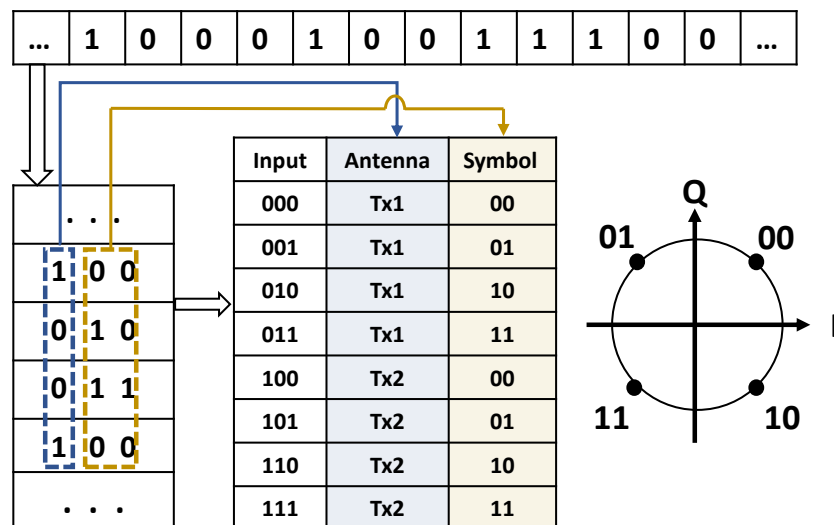 ... 1 0 0 0 1 0 0 1 1 1 0 0 ...
Input Antenna Symbol
000 Tx1 00
001 Tx1 01
010 Tx1 10
011 Tx1 11
100 Tx2 00
101 Tx2 01
110 Tx2 10
111 Tx2 11
. . .
1 0 0
0 1 0
0 1 1
1 0 0
. . .
Q
01 00
I
11 10